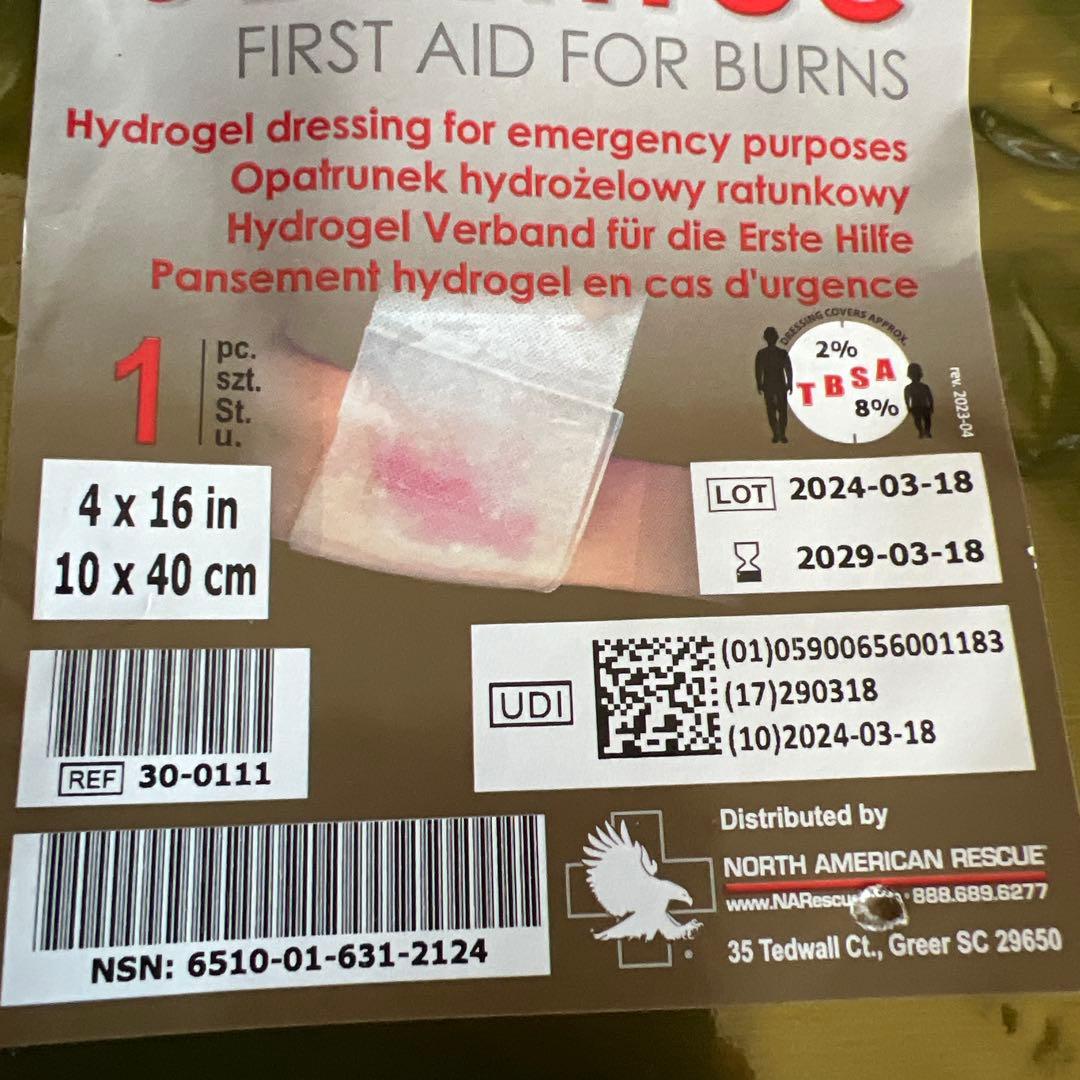 FIRST AID FOR BURNS
Hydrogel dressing for emergency purposes
Opatrunek hydrożelowy ratunkowy
Hydrogel Verband für die Erste Hilfe
Pansement hydrogel en cas d'urgence
1
pc.
szt.
St.
u.
DRESSING COVERS APPROX.
2%
TBSA
8%
rev. 2023-04
4 x 16 in
10 x 40 cm
LOT 2024-03-18
2029-03-18
REF 30-0111
UDI
(01)05900656001183
(17)290318
(10)2024-03-18
NSN: 6510-01-631-2124
Distributed by
NORTH AMERICAN RESCUE
888.689.6277
35 Tedwall Ct., Greer SC 29650